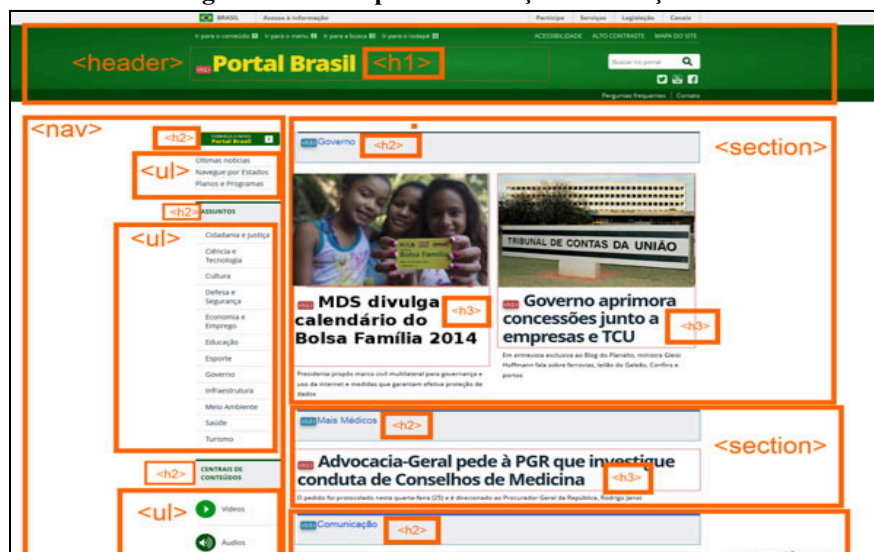 BRASIL Acesso à informação Participe Serviços Legislação Canais
Ir para o conteúdo Ir para o menu Ir para a busca Ir para o rodapé ACESSIBILIDADE ALTO CONTRASTE MAPA DO SITE
<header> Portal Brasil <h1>
Buscar no portal
Perguntas frequentes Contato
<nav>
<h2> Portal Brasil
<ul>
Últimas notícias
Navegue por Estados
Planos e Programas
<h2> ASSUNTOS
<ul>
Cidadania e Justiça
Ciência e
Tecnologia
Cultura
Defesa e
Segurança
Economia e
Emprego
Educação
Esporte
Governo
Infraestrutura
Meio Ambiente
Saúde
Turismo
<h2> CENTRAIS DE
CONTEÚDOS
<ul>
Vídeos
Áudios
<section>
Governo <h2>
Bolsa Família
TRIBUNAL DE CONTAS DA UNIÃO
MDS divulga
calendário do
Bolsa Família 2014
<h3>
Presidenta propôs marco civil multilateral para governança e
uso da internet e medidas que garantam efetiva proteção de
dados
Governo aprimora
concessões junto a
empresas e TCU
<h3>
Em entrevista exclusiva ao Blog do Planalto, ministra Gleisi
Hoffmann fala sobre ferrovias, leilão do Galeão, Confins e
portos
<section>
Mais Médicos <h2>
Advocacia-Geral pede à PGR que investigue
conduta de Conselhos de Medicina
<h3>
O pedido foi protocolado nesta quarta-feira (25) e é direcionado ao Procurador-Geral da República, Rodrigo Janot
Comunicação <h2>